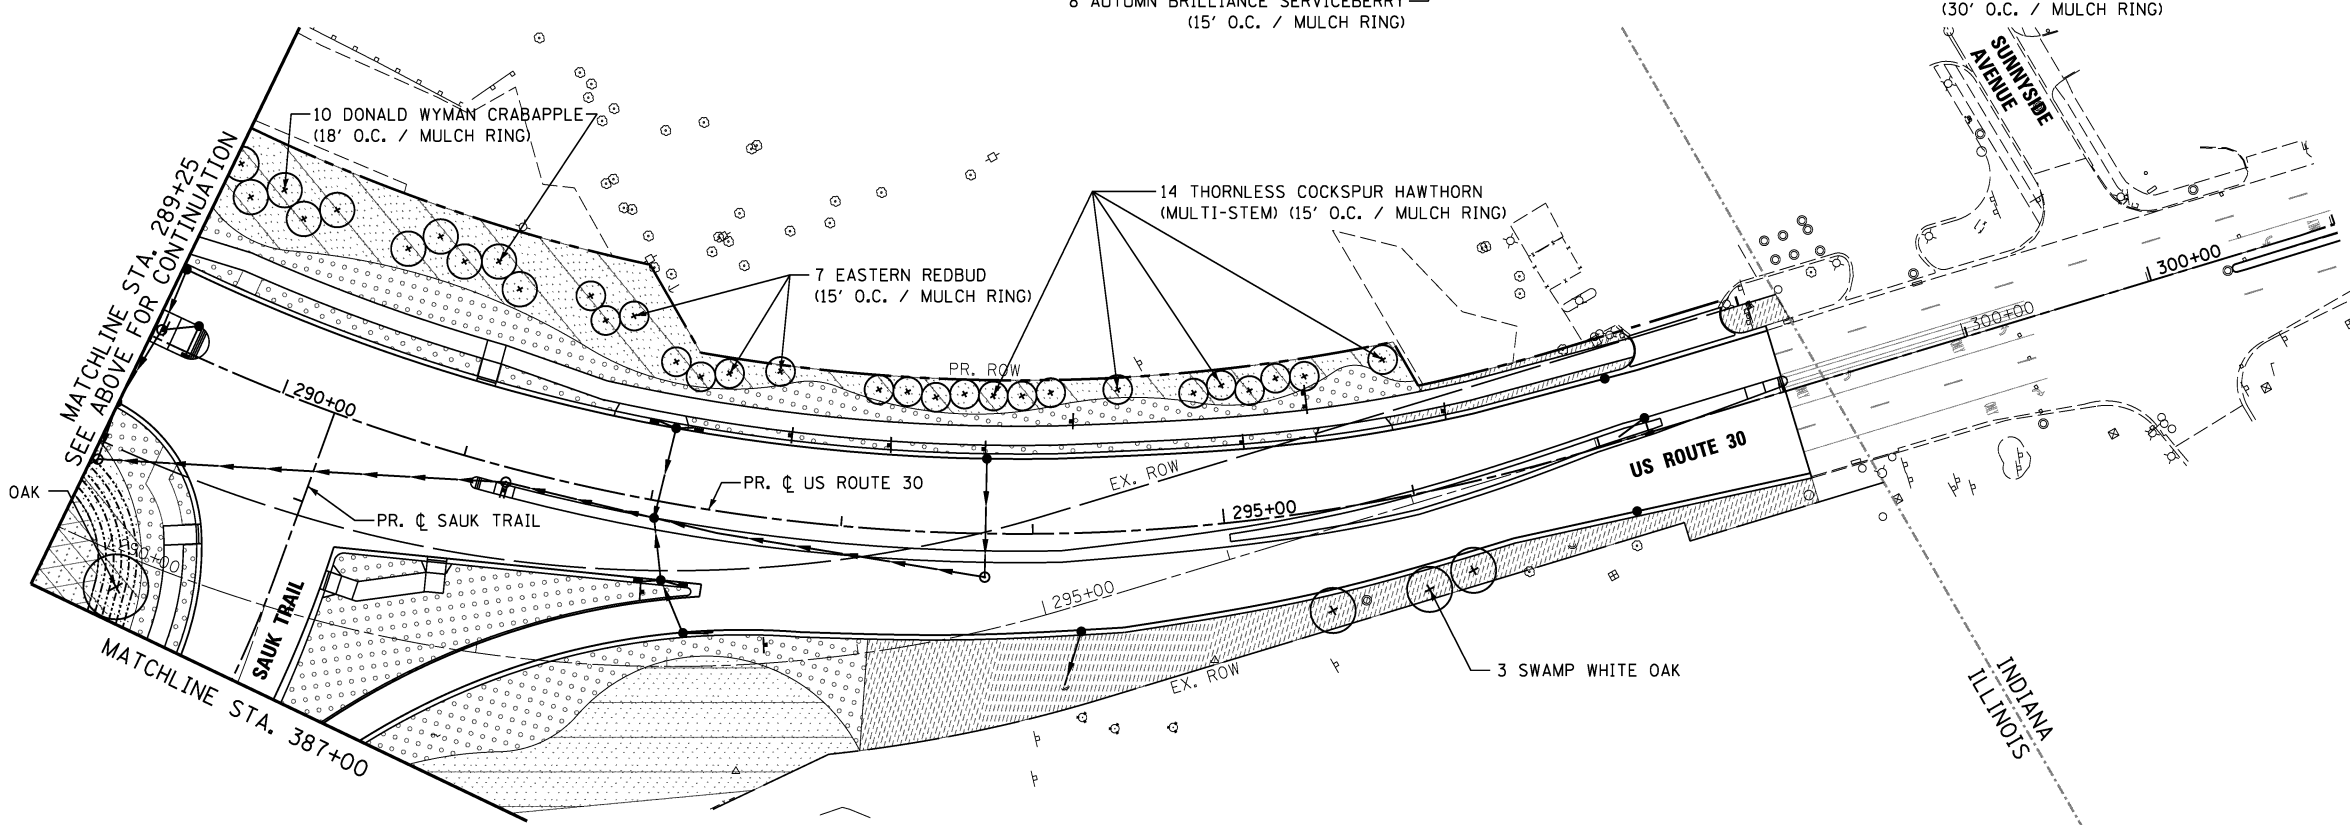 8 AUTUMN BRILLIANCE SERVICEBERRY
(15' O.C. / MULCH RING)
(30' O.C. / MULCH RING)
SUNNYSIDE
AVENUE
10 DONALD WYMAN CRABAPPLE
(18' O.C. / MULCH RING)
MATCHLINE STA. 289+25
SEE ABOVE FOR CONTINUATION
14 THORNLESS COCKSPUR HAWTHORN
(MULTI-STEM) (15' O.C. / MULCH RING)
7 EASTERN REDBUD
(15' O.C. / MULCH RING)
300+00
300+00
PR. ROW
290+00
US ROUTE 30
EX. ROW
PR. ℄ US ROUTE 30
OAK
295+00
PR. ℄ SAUK TRAIL
290+00
295+00
SAUK TRAIL
3 SWAMP WHITE OAK
EX. ROW
MATCHLINE STA. 387+00
INDIANA
ILLINOIS